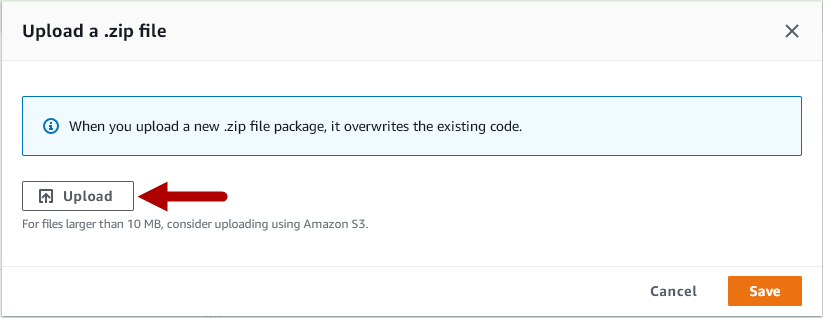 Upload a .zip file
When you upload a new .zip file package, it overwrites the existing code.
Upload
For files larger than 10 MB, consider uploading using Amazon S3.
Cancel Save